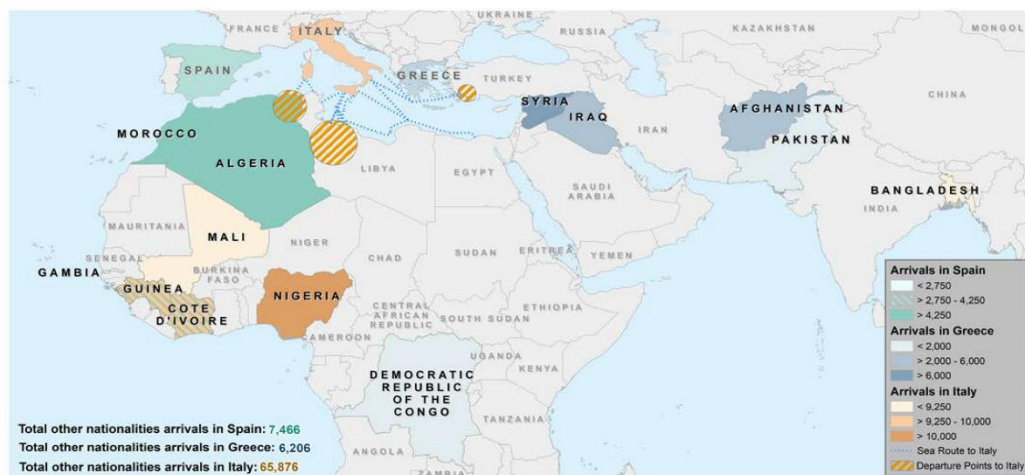 UKRAINE
FRANCE
ITALY
KAZAKHSTAN
MONGOL
RUSSIA
SPAIN
GREECE
TURKEY
CHINA
SYRIA
IRAQ
AFGHANISTAN
IRAN
PAKISTAN
MOROCCO
ALGERIA
LIBYA
EGYPT
SAUDI
ARABIA
BANGLADESH
INDIA
MAURITANIA
MALI
NIGER
CHAD
SUDAN
ERITREA
YEMEN
SENEGAL
GAMBIA
BURKINA
FASO
GUINEA
COTE
D'IVOIRE
NIGERIA
CENTRAL
AFRICAN
REPUBLIC
SOUTH SUDAN
ETHIOPIA
CAMEROON
UGANDA
KENYA
DEMOCRATIC
REPUBLIC
OF THE
CONGO
TANZANIA
ANGOLA
ZAMBIA
Total other nationalities arrivals in Spain: 7,466
Total other nationalities arrivals in Greece: 6,206
Total other nationalities arrivals in Italy: 65,876
Arrivals in Spain
< 2,750
> 2,750 - 4,250
> 4,250
Arrivals in Greece
< 2,000
> 2,000 - 6,000
> 6,000
Arrivals in Italy
< 9,250
> 9,250 - 10,000
> 10,000
Sea Route to Italy
Departure Points to Italy